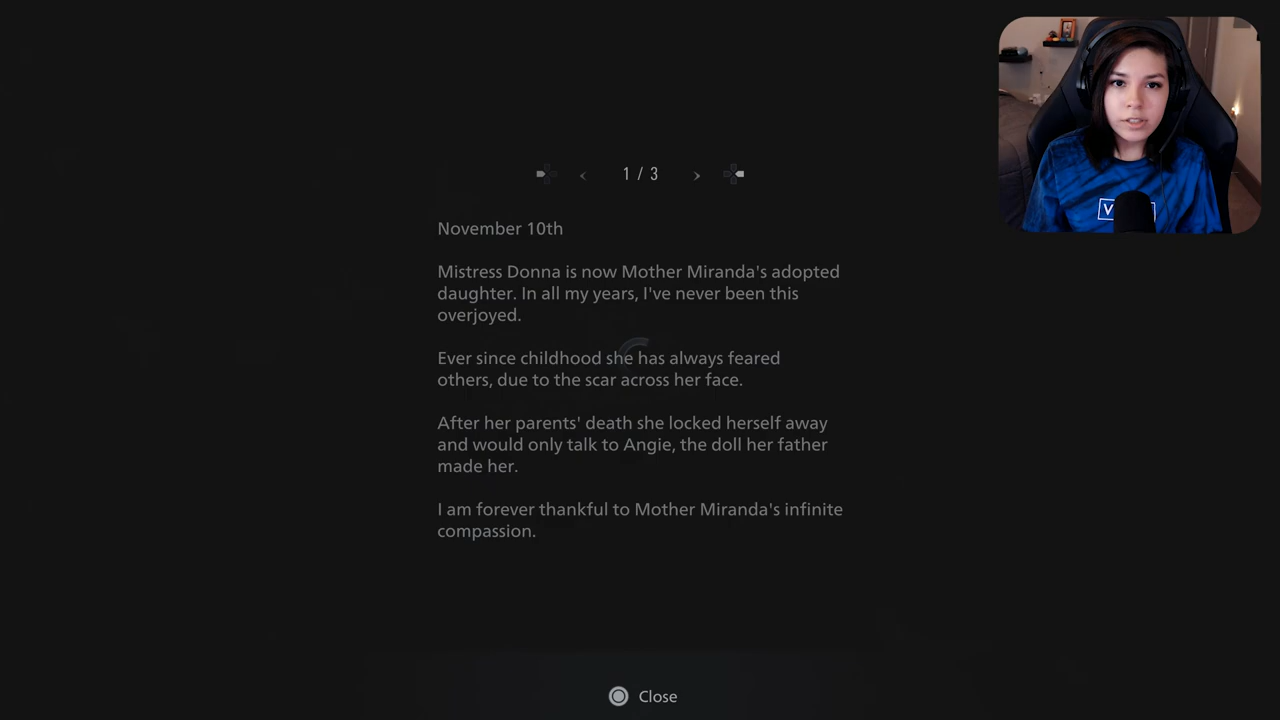 1 / 3
November 10th
Mistress Donna is now Mother Miranda's adopted
daughter. In all my years, I've never been this
overjoyed.
Ever since childhood she has always feared
others, due to the scar across her face.
After her parents' death she locked herself away
and would only talk to Angie, the doll her father
made her.
I am forever thankful to Mother Miranda's infinite
compassion.
Close